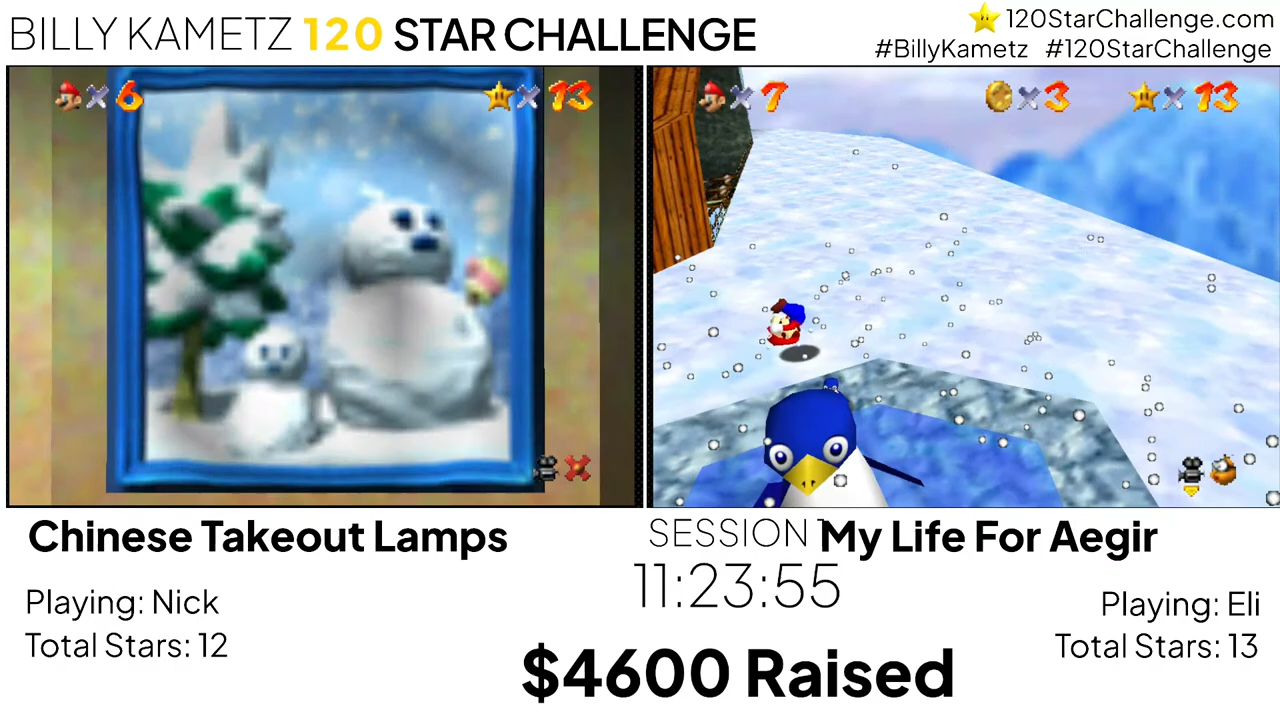 BILLY KAMETZ 120 STAR CHALLENGE
120StarChallenge.com
#BillyKametz #120StarChallenge
× 6
× 13
× 7
× 3
× 13
Chinese Takeout Lamps
Playing: Nick
Total Stars: 12
SESSION
11:23:55
My Life For Aegir
Playing: Eli
Total Stars: 13
$4600 Raised